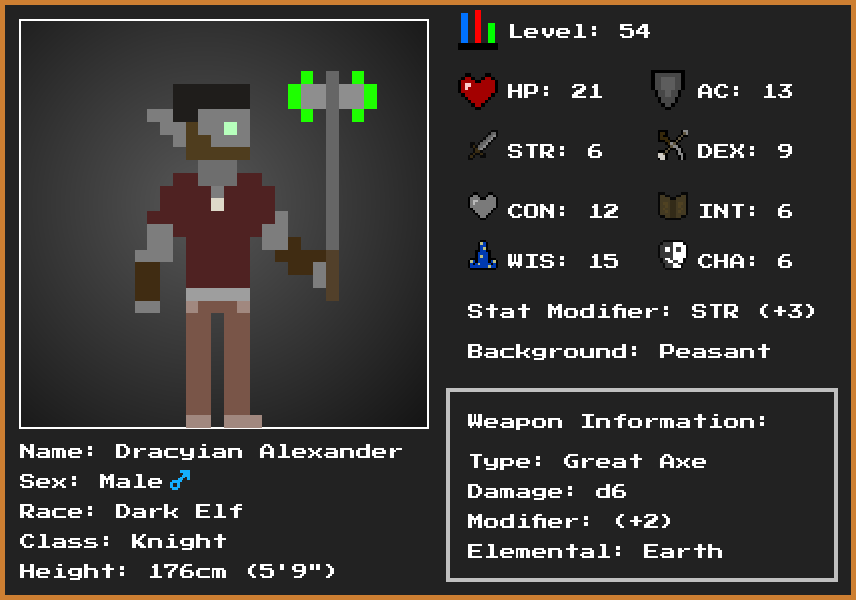 Level: 54
HP: 21
AC: 13
STR: 6
DEX: 9
CON: 12
INT: 6
WIS: 15
CHA: 6
Stat Modifier: STR (+3)
Background: Peasant
Weapon Information:
Type: Great Axe
Damage: d6
Modifier: (+2)
Elemental: Earth
Name: Dracyian Alexander
Sex: Male♂
Race: Dark Elf
Class: Knight
Height: 176cm (5'9")